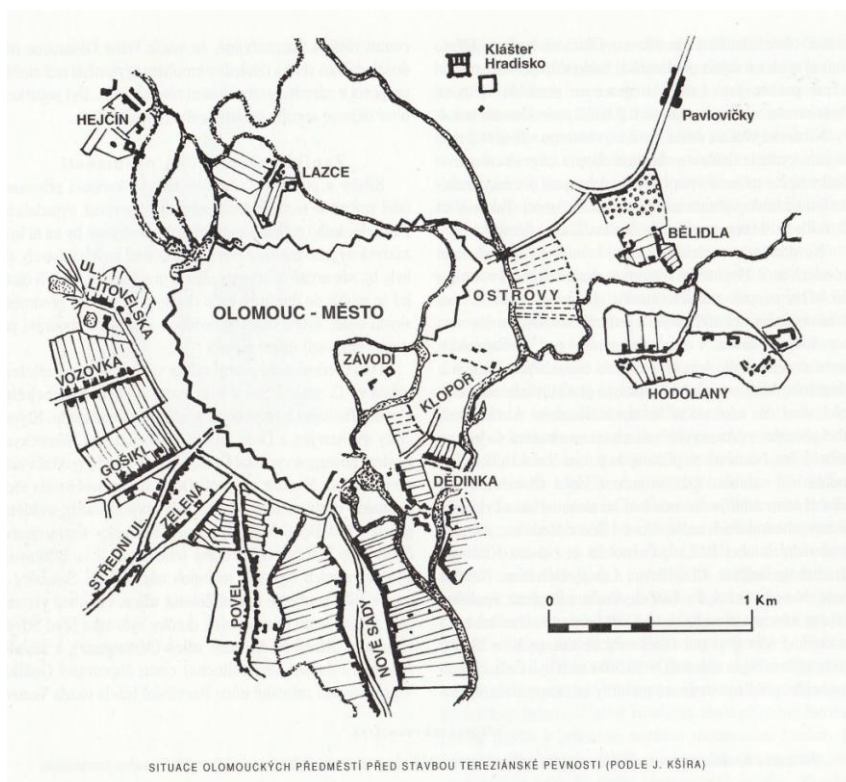 Klášter
Hradisko
Pavlovičky
HEJČÍN
LAZCE
BĚLIDLA
UL.
LITOVELSKÁ
OLOMOUC - MĚSTO
OSTROVY
ZÁVODÍ
VOZOVKA
KLOPOŘ
HODOLANY
GOŠIKL
DĚDINKA
ZELENÁ
STŘEDNÍ UL.
POVEL
NOVÉ SADY
0 1 Km
SITUACE OLOMOUCKÝCH PŘEDMĚSTÍ PŘED STAVBOU TEREZIÁNSKÉ PEVNOSTI (PODLE J. KŠÍRA)